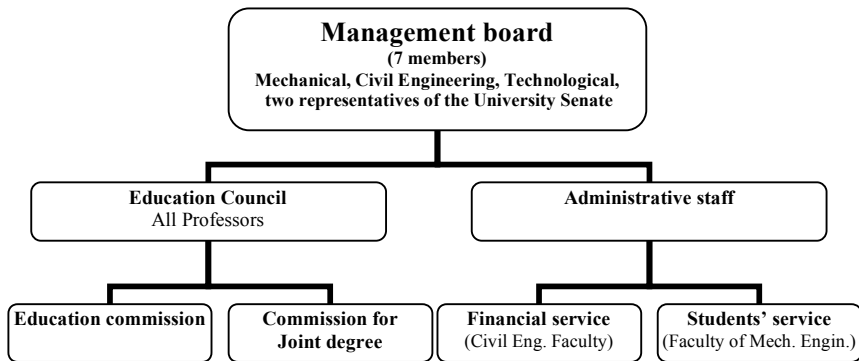 Management board
(7 members)
Mechanical, Civil Engineering, Technological,
two representatives of the University Senate
Education Council
All Professors
Administrative staff
Education commission
Commission for
Joint degree
Financial service
(Civil Eng. Faculty)
Students’ service
(Faculty of Mech. Engin.)